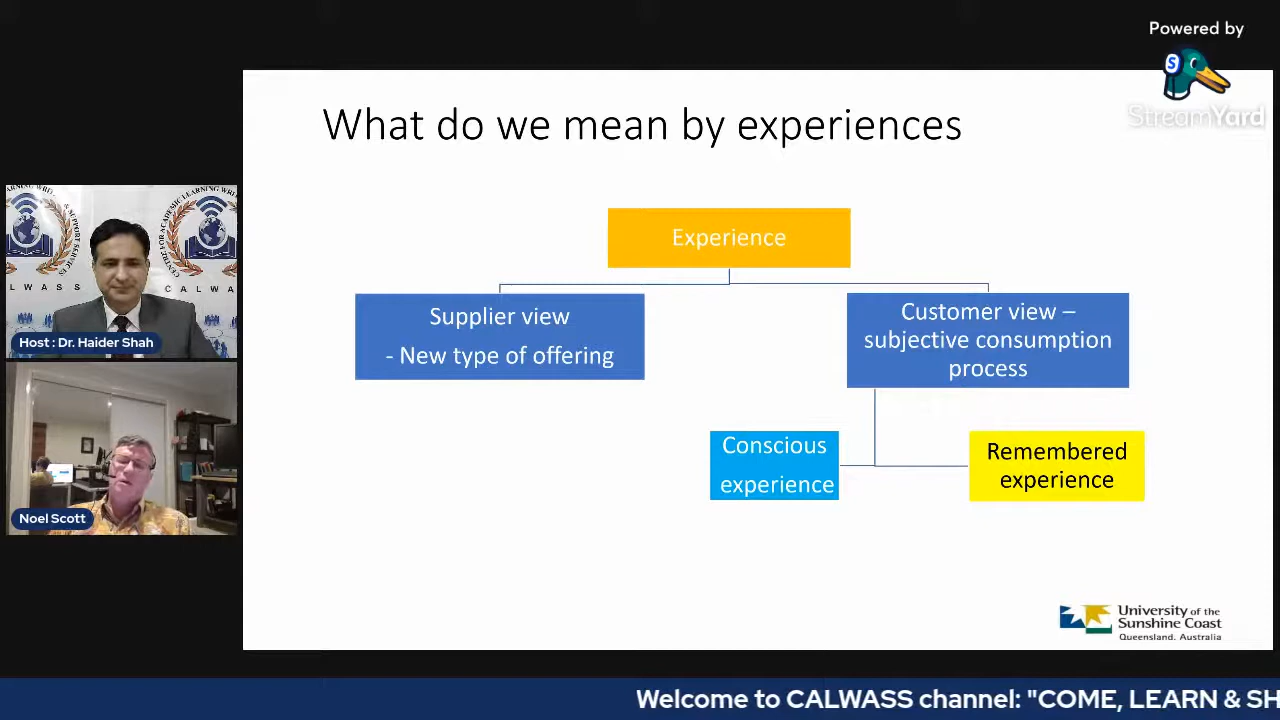 Powered by
StreamYard
What do we mean by experiences
Experience
Supplier view
- New type of offering
Customer view –
subjective consumption
process
Conscious
experience
Remembered
experience
CALWASS
Host : Dr. Haider Shah
Noel Scott
University of the
Sunshine Coast
Queensland, Australia
Welcome to CALWASS channel: "COME, LEARN & SH